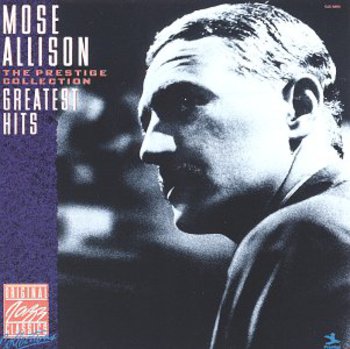 MOSE
ALLISON
THE PRESTIGE
COLLECTION
GREATEST
HITS
ORIGINAL
Jazz
CLASSICS